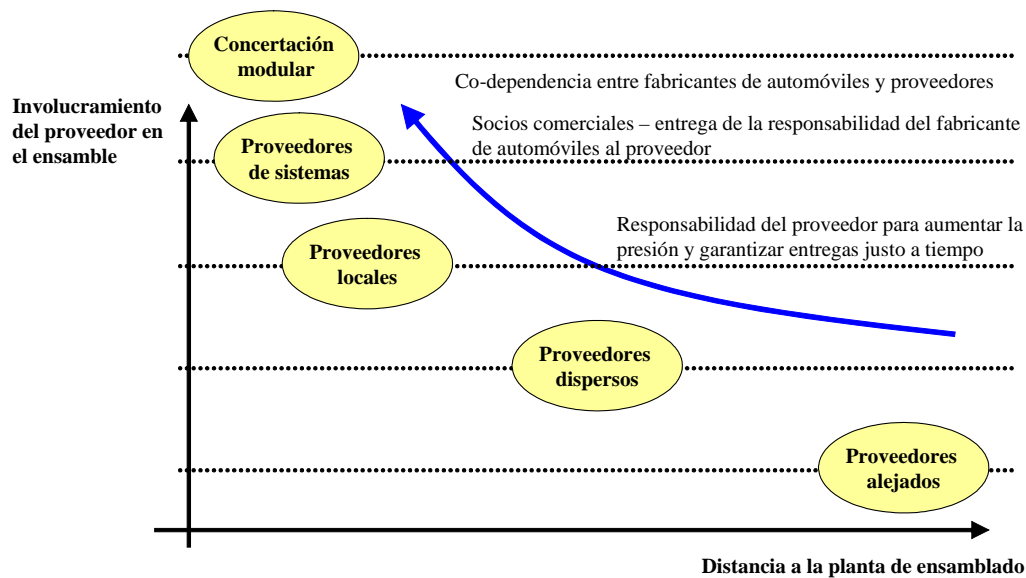 Concertación
modular
Co-dependencia entre fabricantes de automóviles y proveedores
Involucramiento
del proveedor en
el ensamble
Socios comerciales – entrega de la responsabilidad del fabricante
de automóviles al proveedor
Proveedores
de sistemas
Responsabilidad del proveedor para aumentar la
presión y garantizar entregas justo a tiempo
Proveedores
locales
Proveedores
dispersos
Proveedores
alejados
Distancia a la planta de ensamblado